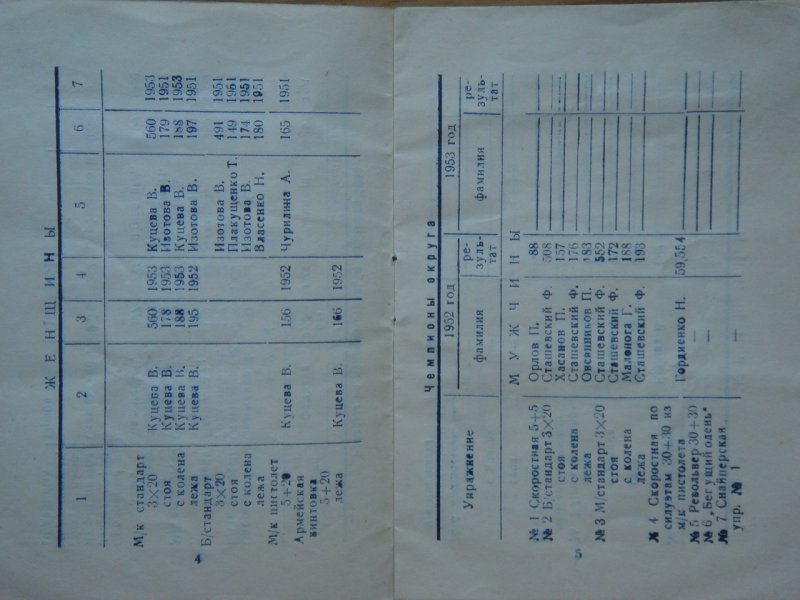 ЖЕНЩИНЫ
1 2 3 4 5 6 7
М/к стандарт
3×20 Куцева В. 560 1953 Куцева В. 560 1953
стоя Куцева В. 178 1953 Изотова В. 179 1951
с колена Куцева В. 188 1953 Куцева В. 188 1953
лежа Куцева В. 195 1952 Изотова В. 197 1951
Б/стандарт
3×20 Изотова В. 491 1951
стоя Плакущенко Т. 149 1951
с колена Изотова В. 174 1951
лежа Власенко Н. 180 1951
М/к пистолет
5+20 Куцева В. 156 1952 Чурилина А. 165 1951
Армейская
винтовка
5+20
лежа Куцева В. 166 1952
4
Чемпионы округа
Упражнение 1952 год 1953 год
фамилия ре-зуль-тат фамилия ре-зуль-тат
МУЖЧИНЫ
№ 1 Скоростная 5+5 Орлов П. 88
№ 2 Б/стандарт 3×20 Сташевский Ф. 508
стоя Хасанов П. 157
с колена Сташевский Ф. 176
лежа Овсянников П. 183
№ 3 М/стандарт 3×20 Сташевский Ф. 552
стоя Сташевский Ф. 172
с колена Малонога Г. 188
лежа Сташевский Ф. 193
№ 4 Скоростная по
силуэтам 30+30 из
м/к пистолета Гордиенко Н. 59,554
№ 5 Револьвер 30+30
№ 6 „Бегущий олень"
№ 7 Снайперская
упр. № 1
5